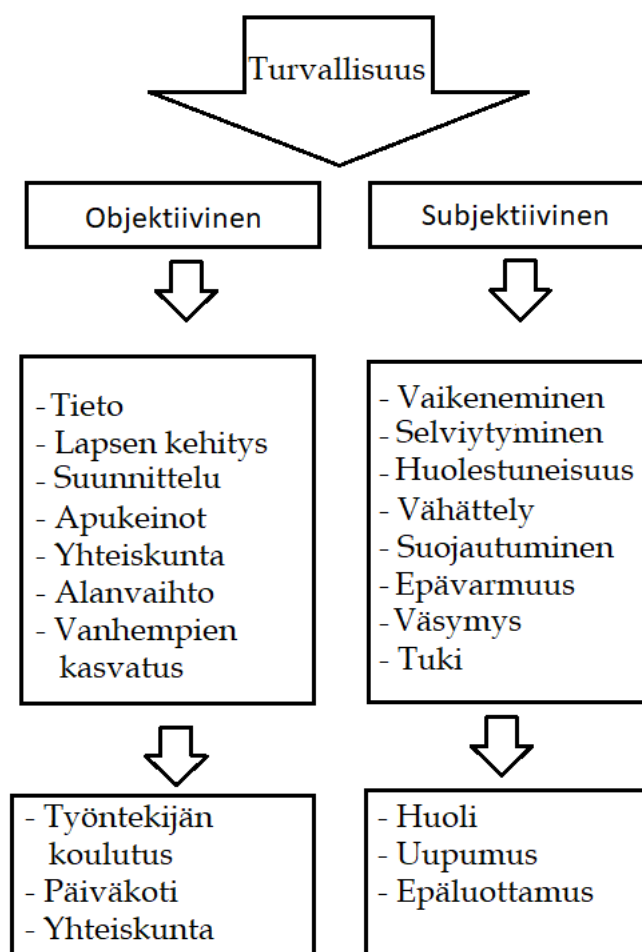 Turvallisuus
Objektiivinen
Subjektiivinen
- Tieto
- Lapsen kehitys
- Suunnittelu
- Apukeinot
- Yhteiskunta
- Alanvaihto
- Vanhempien
kasvatus
- Vaikeneminen
- Selviytyminen
- Huolestuneisuus
- Vähättely
- Suojautuminen
- Epävarmuus
- Väsymys
- Tuki
- Työntekijän
koulutus
- Päiväkoti
- Yhteiskunta
- Huoli
- Uupumus
- Epäluottamus